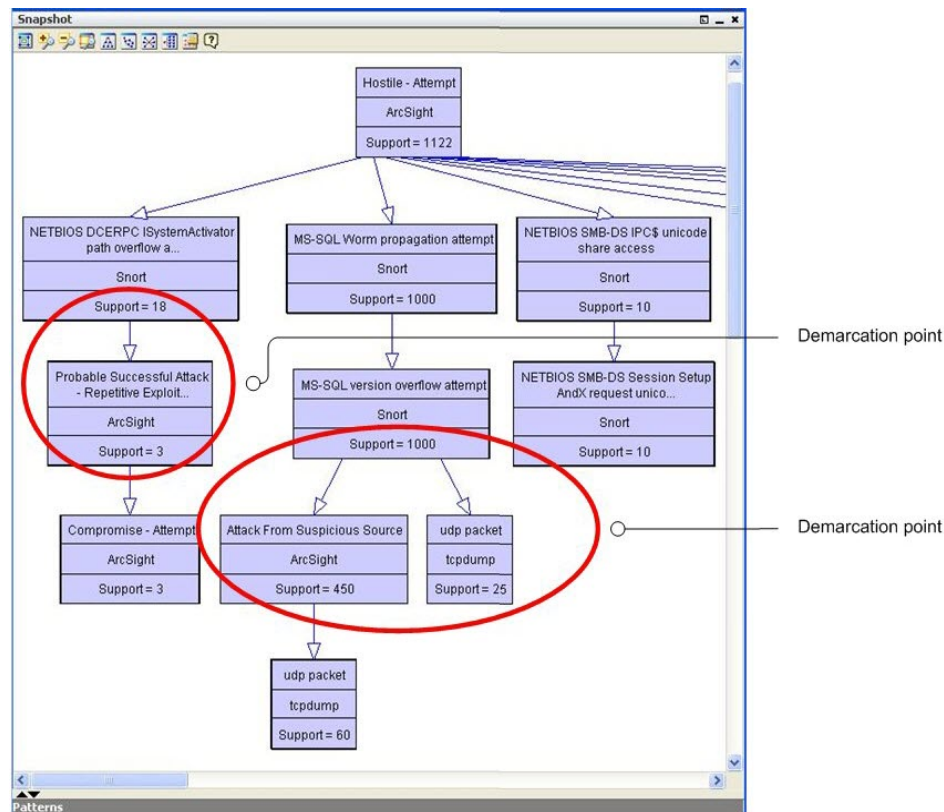 Snapshot
Hostile - Attempt
ArcSight
Support = 1122
NETBIOS DCERPC ISystemActivator
path overflow a...
Snort
Support = 18
MS-SQL Worm propagation attempt
Snort
Support = 1000
NETBIOS SMB-DS IPC$ unicode
share access
Snort
Support = 10
Demarcation point
Probable Successful Attack
- Repetitive Exploit...
ArcSight
Support = 3
MS-SQL version overflow attempt
Snort
Support = 1000
NETBIOS SMB-DS Session Setup
AndX request unico...
Snort
Support = 10
Demarcation point
Compromise - Attempt
ArcSight
Support = 3
Attack From Suspicious Source
ArcSight
Support = 450
udp packet
tcpdump
Support = 25
udp packet
tcpdump
Support = 60
Patterns